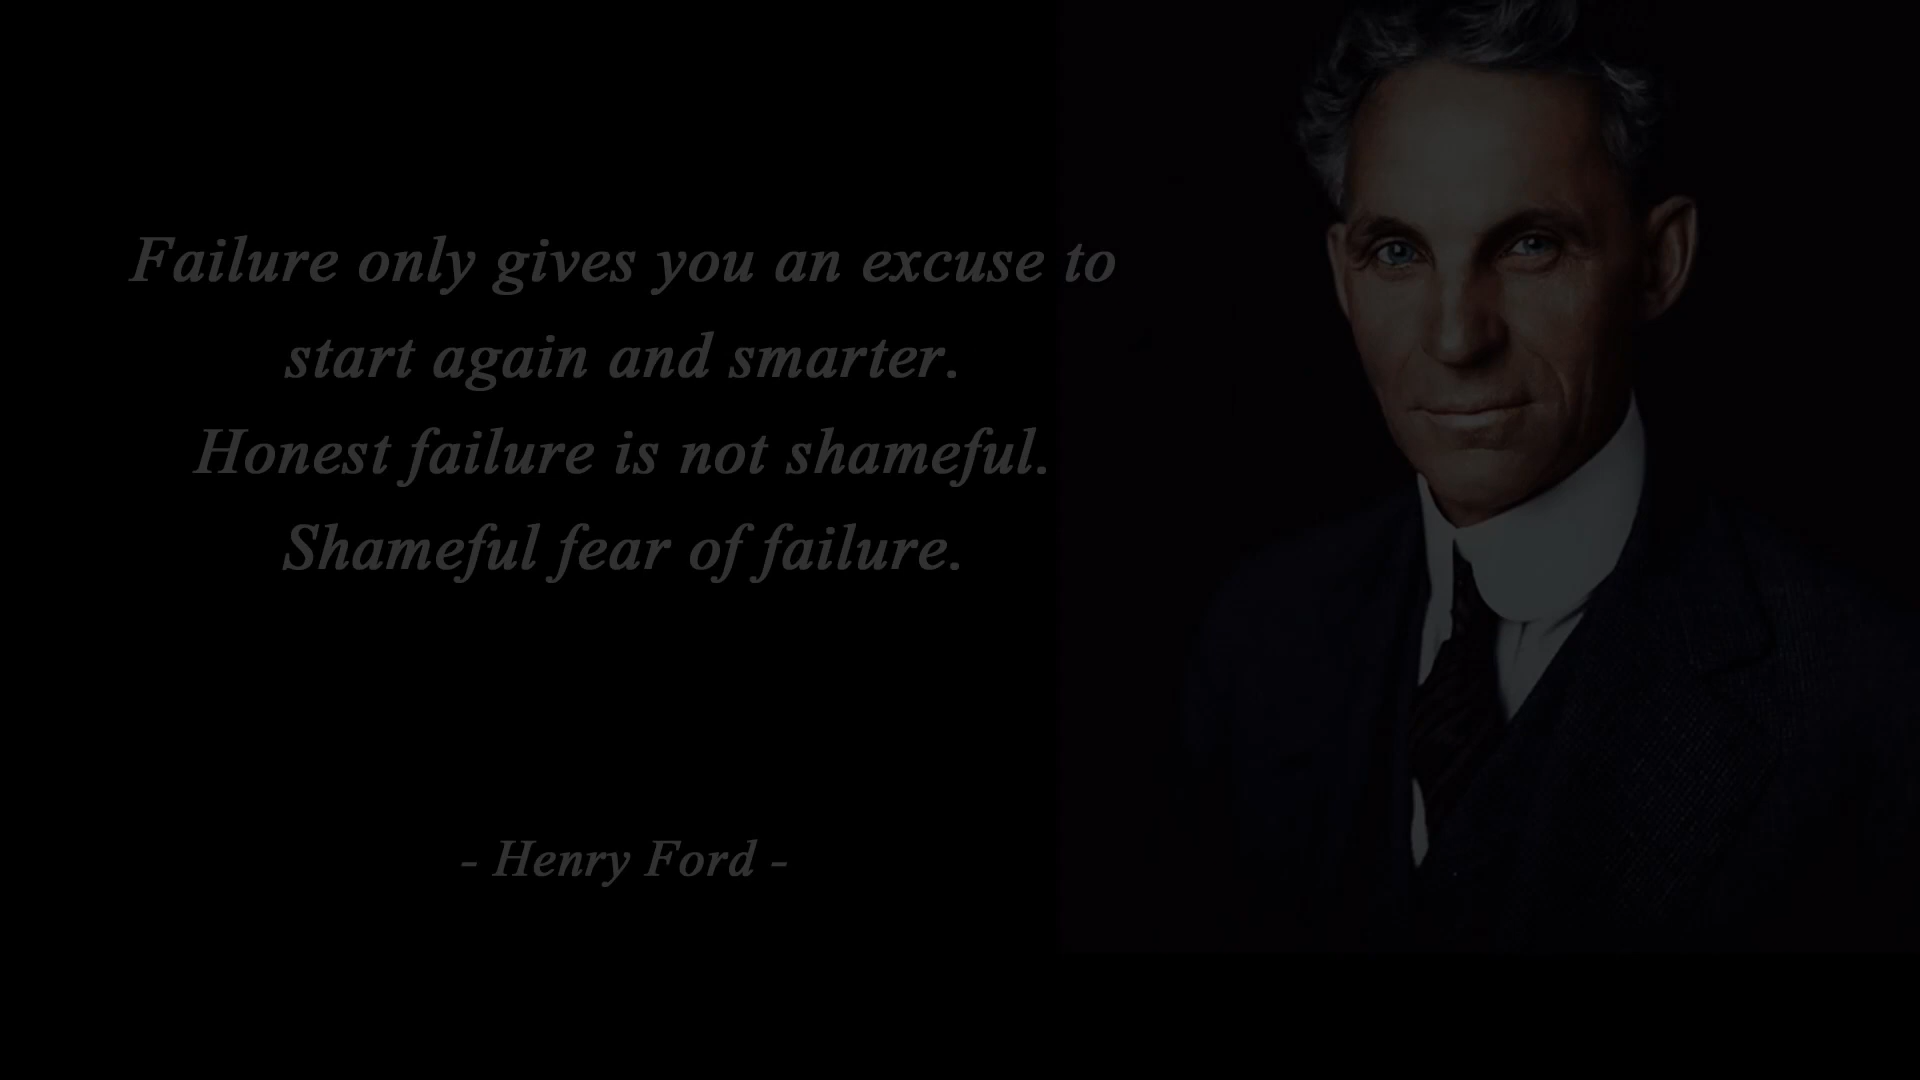 Failure only gives you an excuse to
start again and smarter.
Honest failure is not shameful.
Shameful fear of failure.
- Henry Ford -